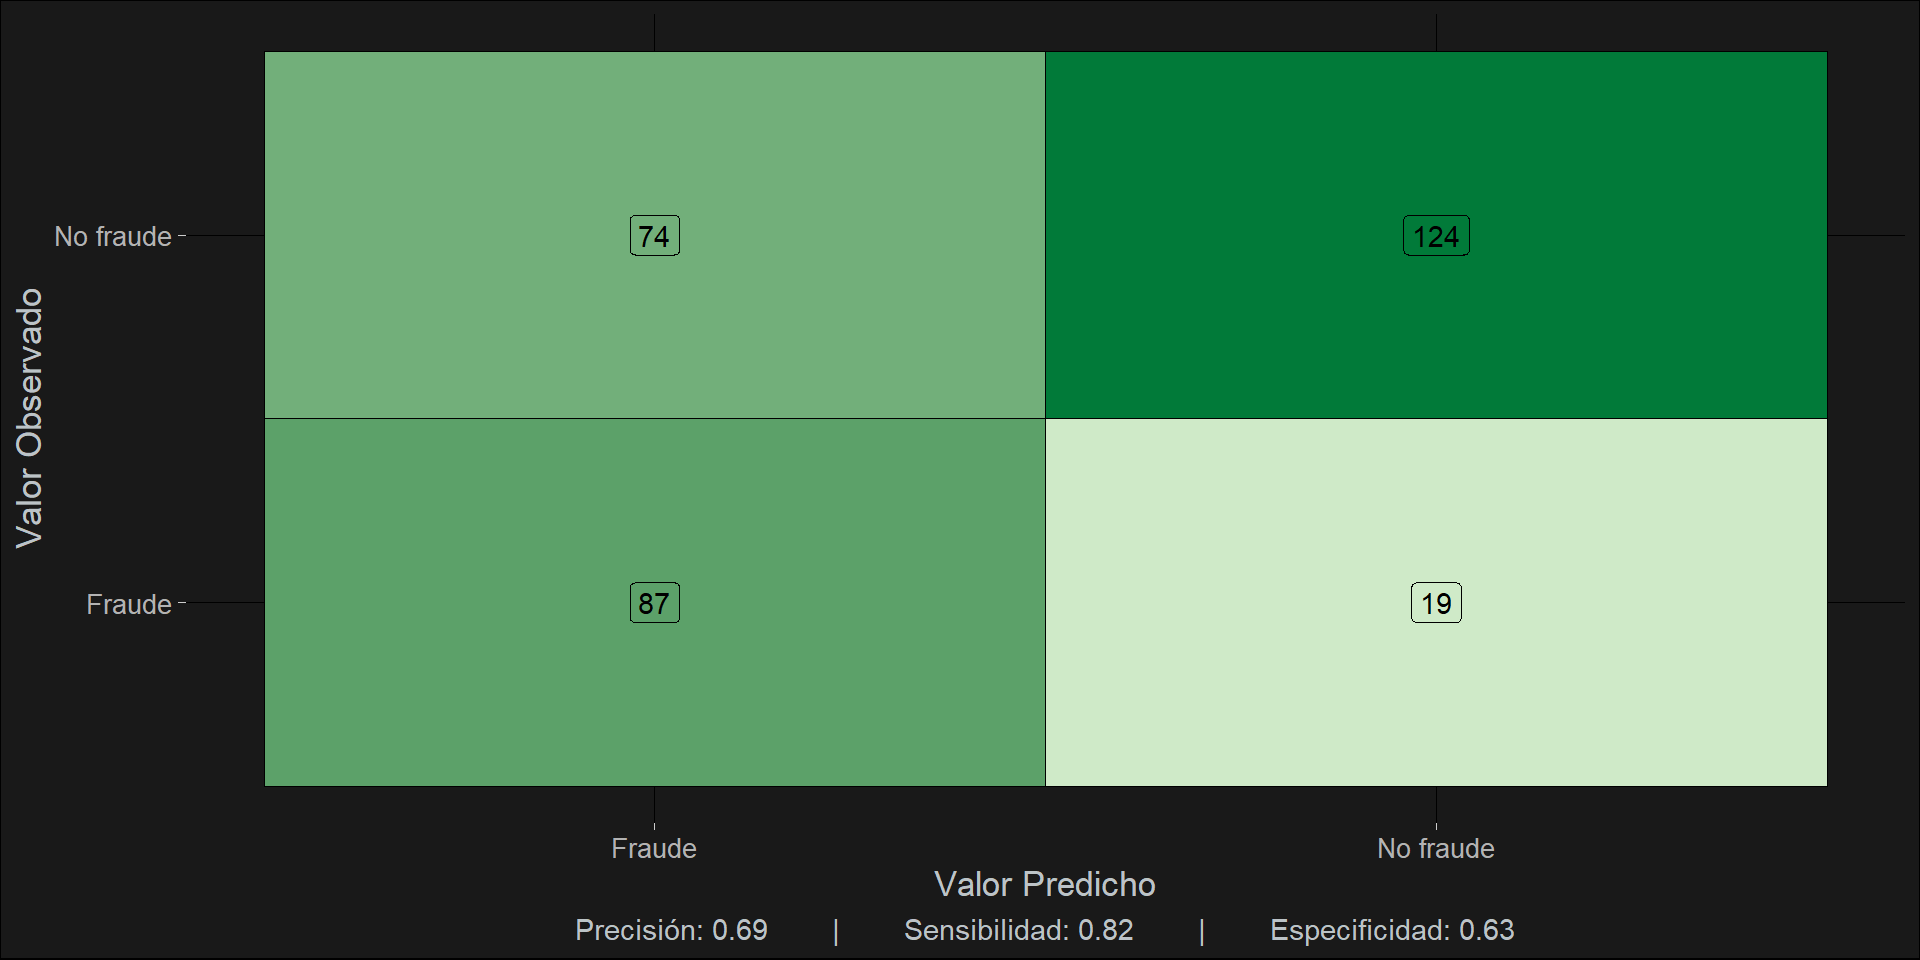 74
124
No fraude
Valor Observado
87
19
Fraude
Fraude
No fraude
Valor Predicho
Precisión: 0.69 | Sensibilidad: 0.82 | Especificidad: 0.63